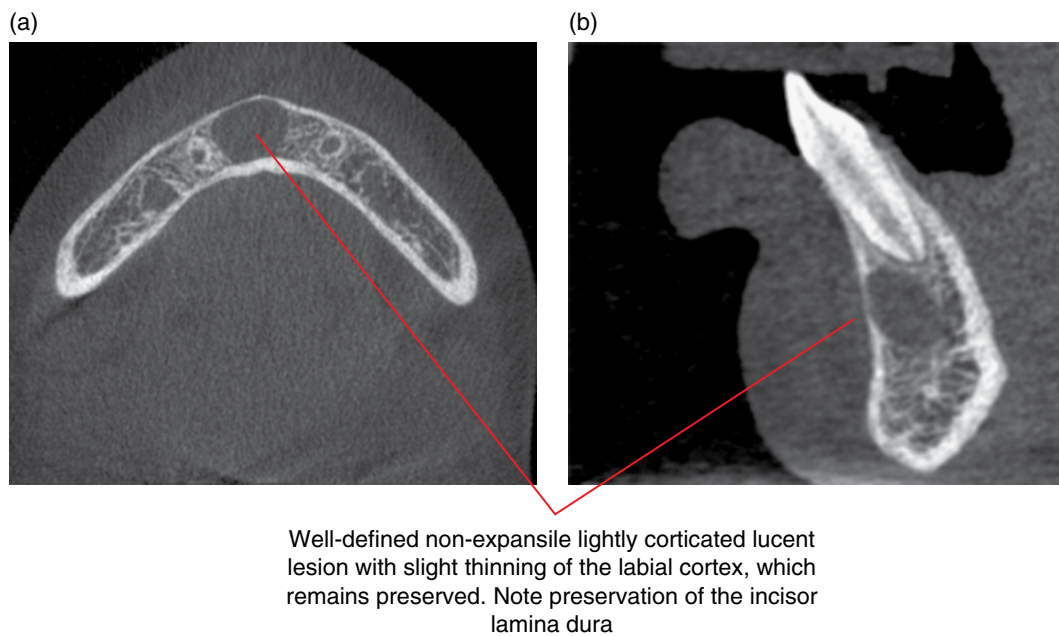 (a)
(b)
Well-defined non-expansile lightly corticated lucent
lesion with slight thinning of the labial cortex, which
remains preserved. Note preservation of the incisor
lamina dura